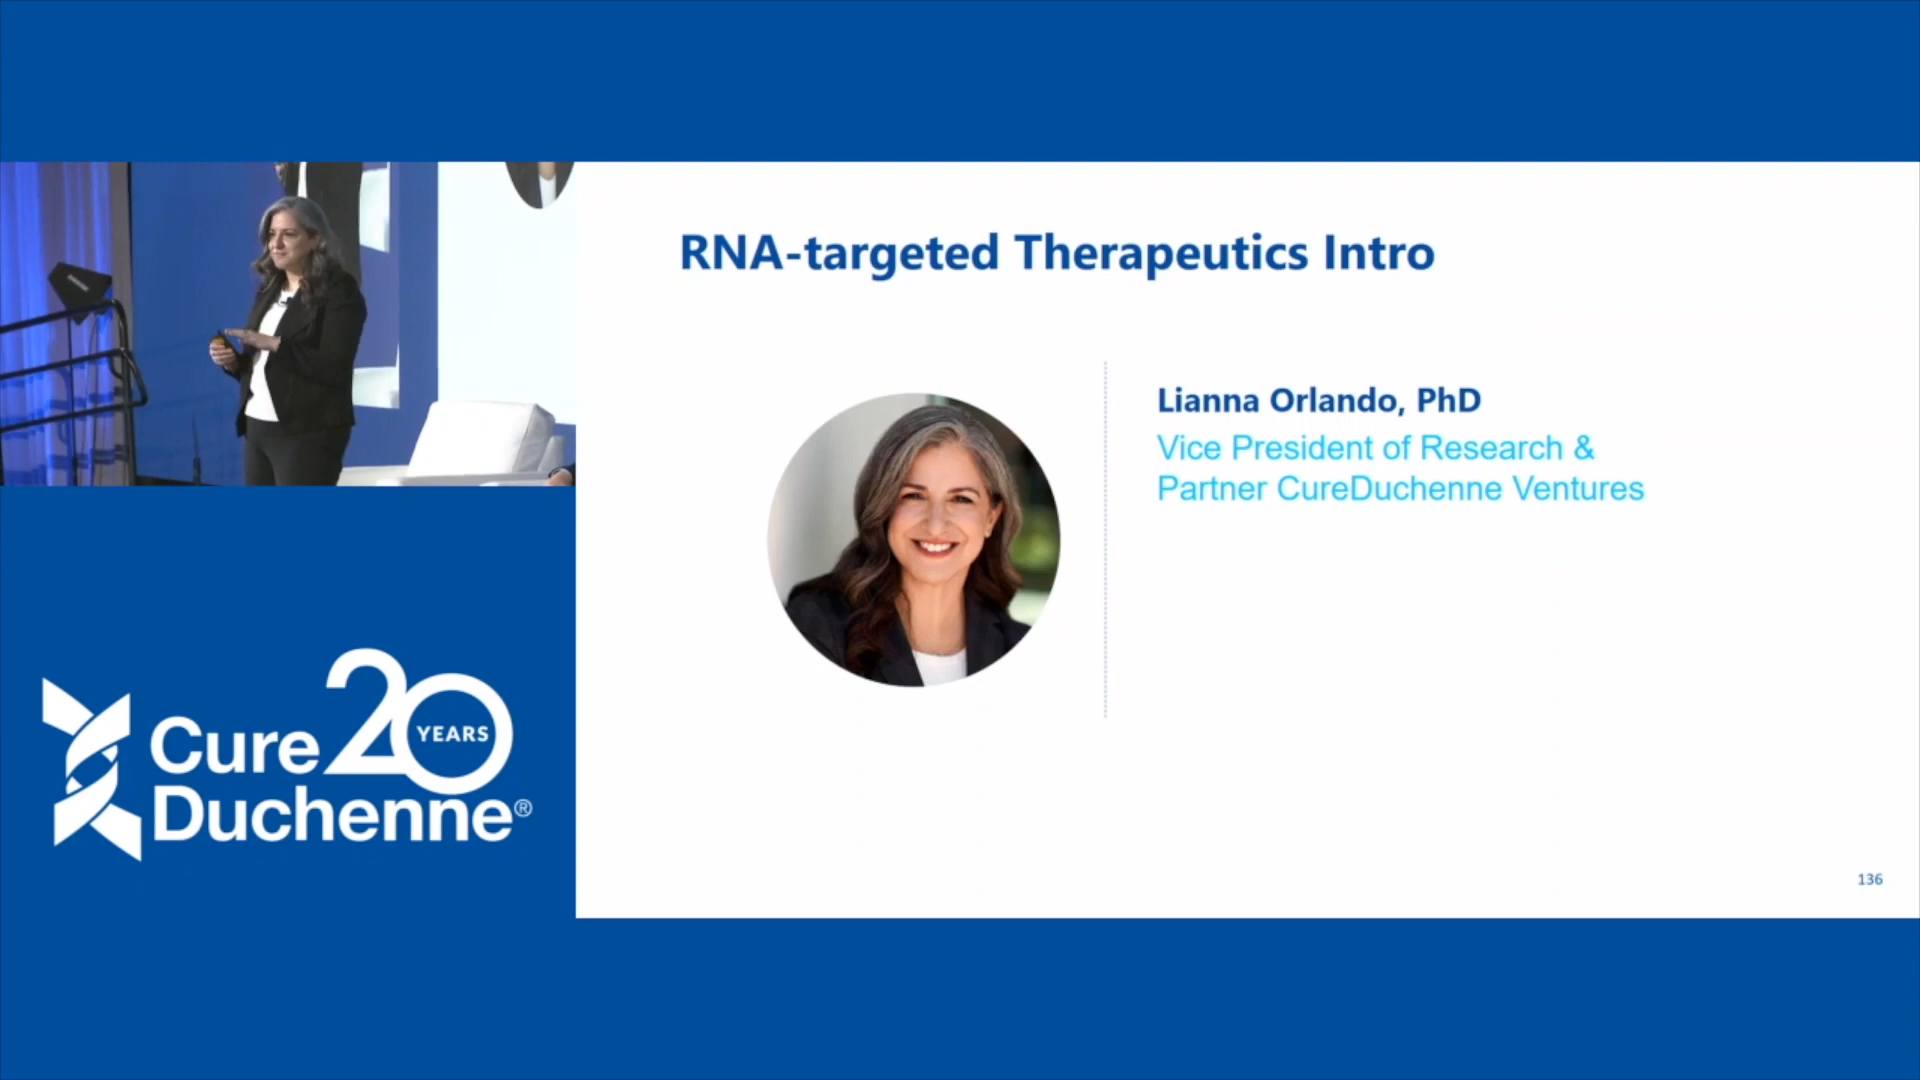 RNA-targeted Therapeutics Intro
Lianna Orlando, PhD
Vice President of Research &
Partner CureDuchenne Ventures
Cure 20 YEARS
Duchenne®
136